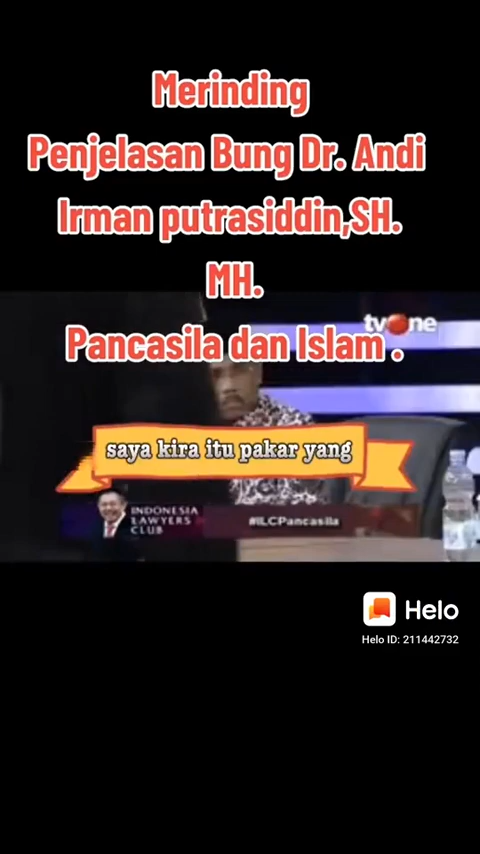 Merinding
Penjelasan Bung Dr. Andi
Irman putrasiddin,SH.
MH.
Pancasila dan Islam .
tvOne
saya kira itu pakar yang
INDONESIA
LAWYERS
CLUB
#ILCPancasila
Helo
Helo ID: 211442732